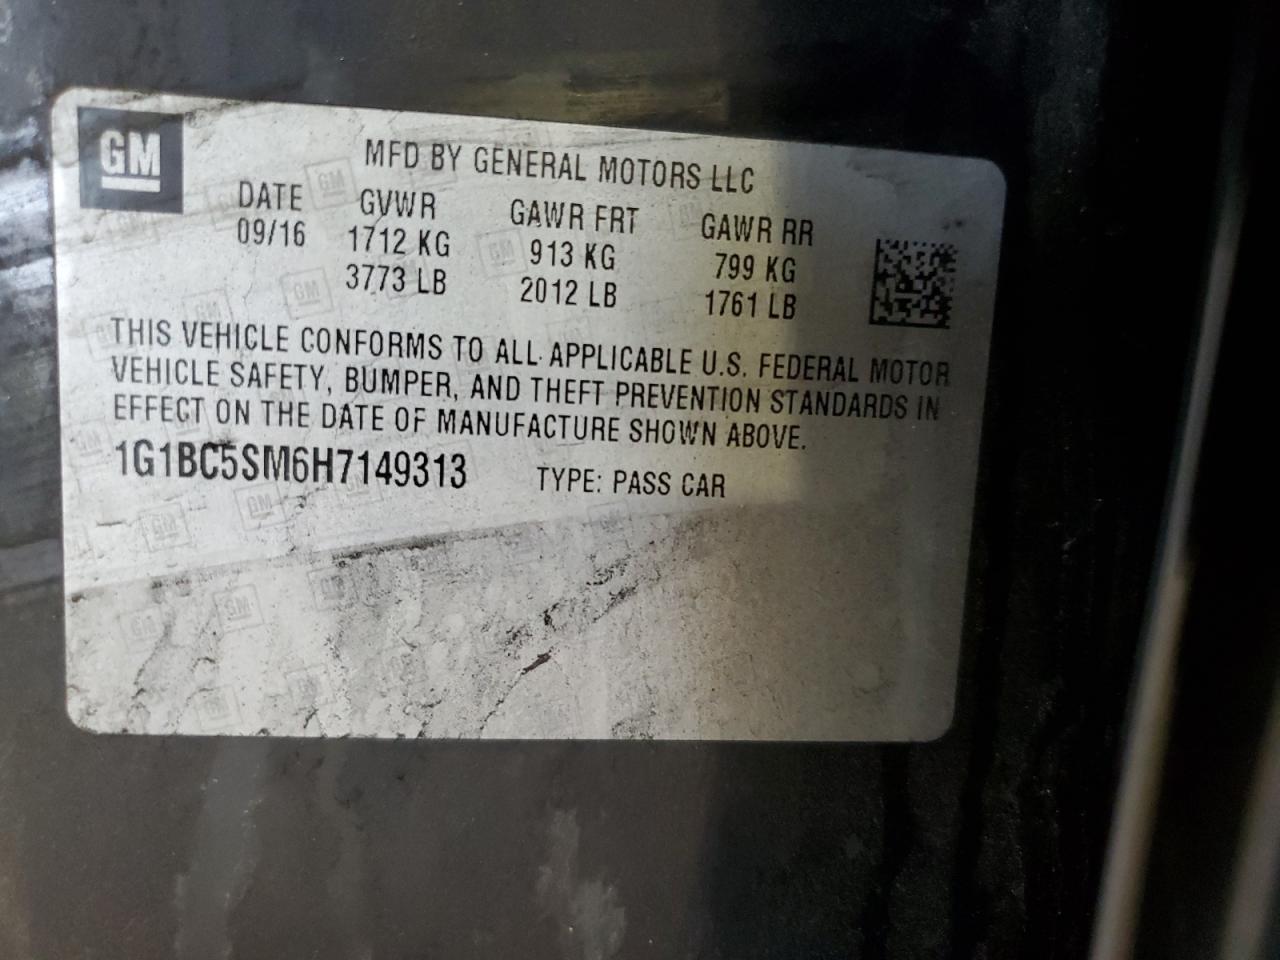 GM
MFD BY GENERAL MOTORS LLC
DATE GVWR GAWR FRT GAWR RR
09/16 1712 KG 913 KG 799 KG
3773 LB 2012 LB 1761 LB
THIS VEHICLE CONFORMS TO ALL APPLICABLE U.S. FEDERAL MOTOR
VEHICLE SAFETY, BUMPER, AND THEFT PREVENTION STANDARDS IN
EFFECT ON THE DATE OF MANUFACTURE SHOWN ABOVE.
1G1BC5SM6H7149313 TYPE: PASS CAR